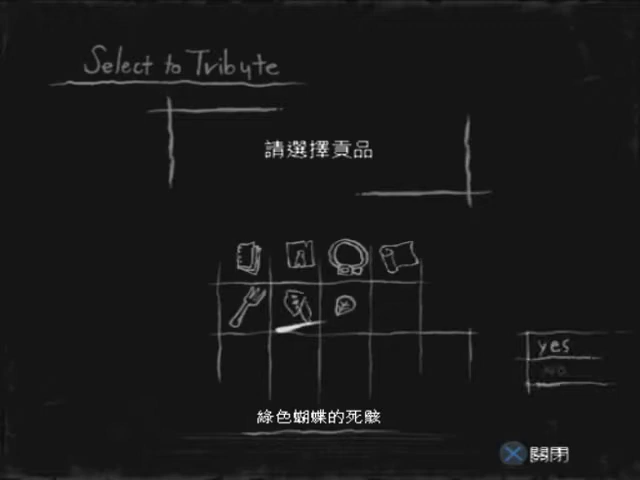 Select to Tribute
請選擇貢品
yes
NO
綠色蝴蝶的死骸
關閉